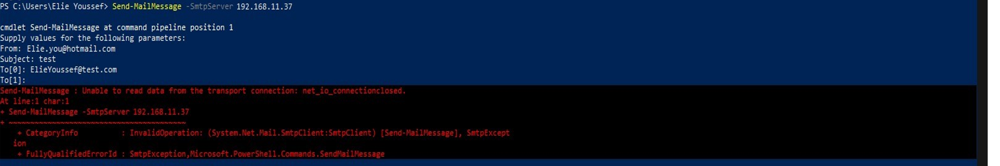 PS C:\Users\Elie Youssef> Send-MailMessage -SmtpServer 192.168.11.37
cmdlet Send-MailMessage at command pipeline position 1
Supply values for the following parameters:
From: Elie.you@hotmail.com
Subject: test
To[0]: ElieYoussef@test.com
To[1]:
Send-MailMessage : Unable to read data from the transport connection: net_io_connectionclosed.
At line:1 char:1
+ Send-MailMessage -SmtpServer 192.168.11.37
+ ~~~~~~~~~~~~~~~~~~~~~~~~~~~~~~~~~~~~~~~~~
+ CategoryInfo : InvalidOperation: (System.Net.Mail.SmtpClient:SmtpClient) [Send-MailMessage], SmtpExcept
ion
+ FullyQualifiedErrorId : SmtpException,Microsoft.PowerShell.Commands.SendMailMessage